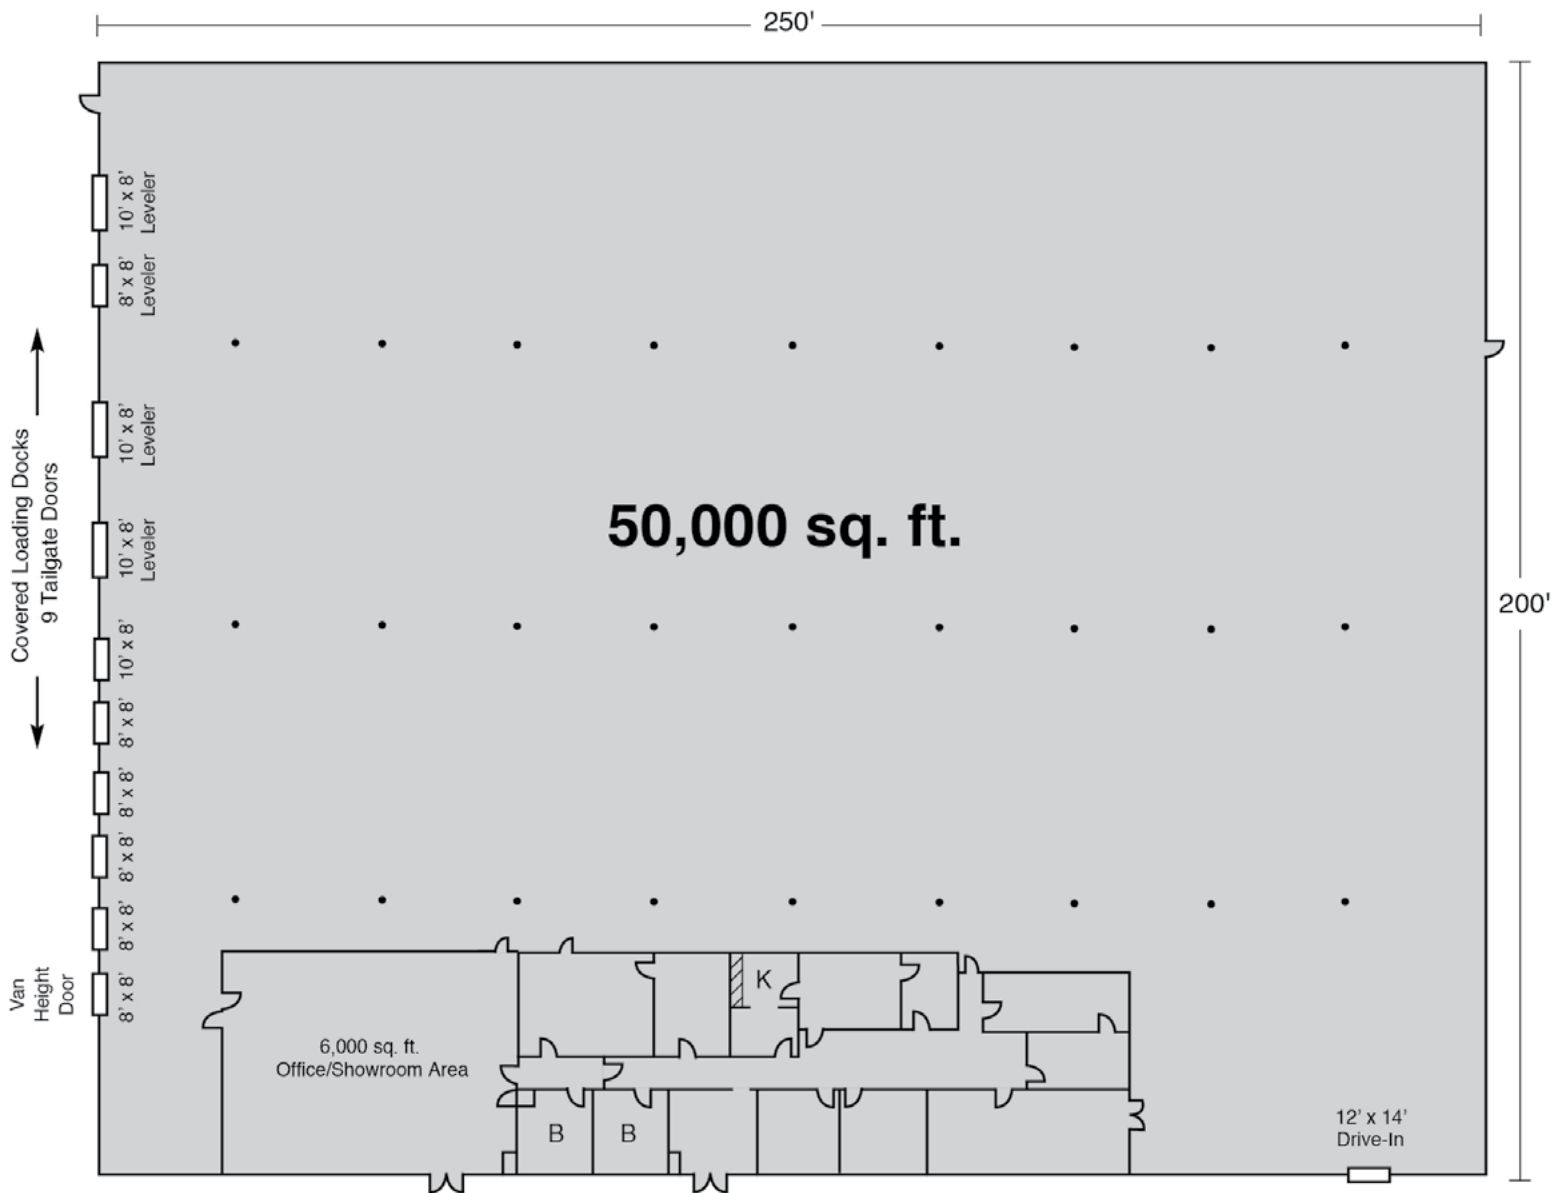 250'
10' x 8'
Leveler
8' x 8'
Leveler
10' x 8'
Leveler
Covered Loading Docks
9 Tailgate Doors
50,000 sq. ft.
10' x 8'
Leveler
200'
10' x 8'
8' x 8'
8' x 8'
8' x 8'
8' x 8'
Van
Height
Door
8' x 8'
K
6,000 sq. ft.
Office/Showroom Area
B
B
12' x 14'
Drive-In